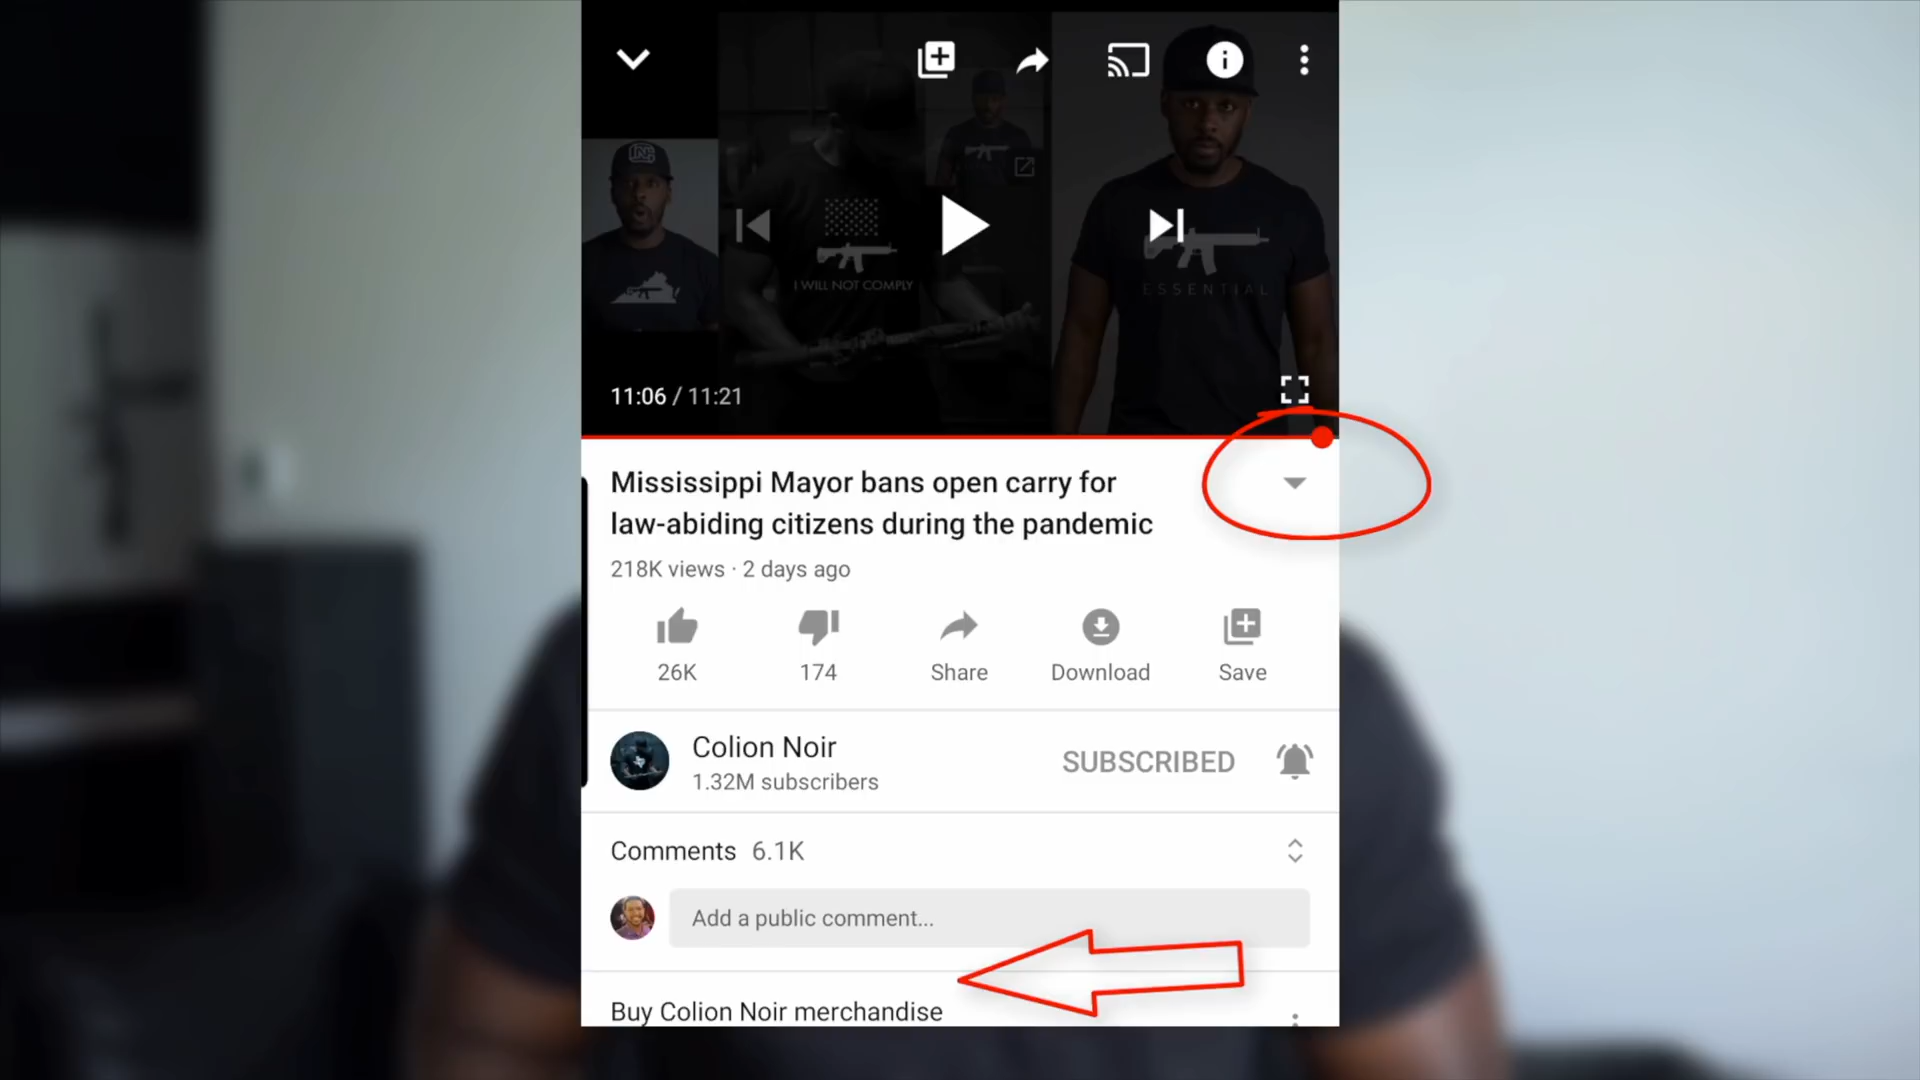 I WILL NOT COMPLY
ESSENTIAL
11:06 / 11:21
Mississippi Mayor bans open carry for
law-abiding citizens during the pandemic
218K views · 2 days ago
26K
174
Share
Download
Save
Colion Noir
1.32M subscribers
SUBSCRIBED
Comments 6.1K
Add a public comment...
Buy Colion Noir merchandise